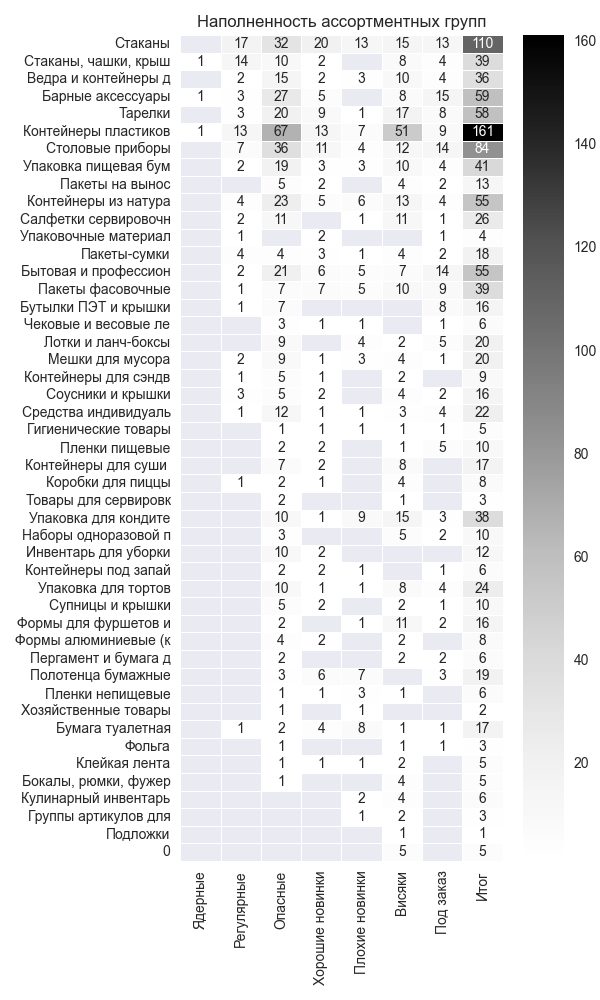 Наполненность ассортментных групп
Стаканы 17 32 20 13 15 13 110
Стаканы, чашки, крыш 1 14 10 2 8 4 39
Ведра и контейнеры д 2 15 2 3 10 4 36
Барные аксессуары 1 3 27 5 8 15 59
Тарелки 3 20 9 1 17 8 58
Контейнеры пластиков 1 13 67 13 7 51 9 161
Столовые приборы 7 36 11 4 12 14 84
Упаковка пищевая бум 2 19 3 3 10 4 41
Пакеты на вынос 5 2 4 2 13
Контейнеры из натура 4 23 5 6 13 4 55
Салфетки сервировочн 2 11 1 11 1 26
Упаковочные материал 1 2 1 4
Пакеты-сумки 4 4 3 1 4 2 18
Бытовая и профессион 2 21 6 5 7 14 55
Пакеты фасовочные 1 7 7 5 10 9 39
Бутылки ПЭТ и крышки 1 7 8 16
Чековые и весовые ле 3 1 1 1 6
Лотки и ланч-боксы 9 4 2 5 20
Мешки для мусора 2 9 1 3 4 1 20
Контейнеры для сэндв 1 5 1 2 9
Соусники и крышки 3 5 2 4 2 16
Средства индивидуаль 1 12 1 1 3 4 22
Гигиенические товары 1 1 1 1 1 5
Пленки пищевые 2 2 1 5 10
Контейнеры для суши 7 2 8 17
Коробки для пиццы 1 2 1 4 8
Товары для сервировк 2 1 3
Упаковка для кондите 10 1 9 15 3 38
Наборы одноразовой п 3 5 2 10
Инвентарь для уборки 10 2 12
Контейнеры под запай 2 2 1 1 6
Упаковка для тортов 10 1 1 8 4 24
Супницы и крышки 5 2 2 1 10
Формы для фуршетов и 2 1 11 2 16
Формы алюминиевые (к 4 2 2 8
Пергамент и бумага д 2 2 2 6
Полотенца бумажные 3 6 7 3 19
Пленки непищевые 1 1 3 1 6
Хозяйственные товары 1 1 2
Бумага туалетная 1 2 4 8 1 1 17
Фольга 1 1 1 3
Клейкая лента 1 1 1 2 5
Бокалы, рюмки, фужер 1 4 5
Кулинарный инвентарь 2 4 6
Группы артикулов для 1 2 3
Подложки 1 1
0 5 5
Ядерные
Регулярные
Опасные
Хорошие новинки
Плохие новинки
Висяки
Под заказ
Итог
160
140
120
100
80
60
40
20